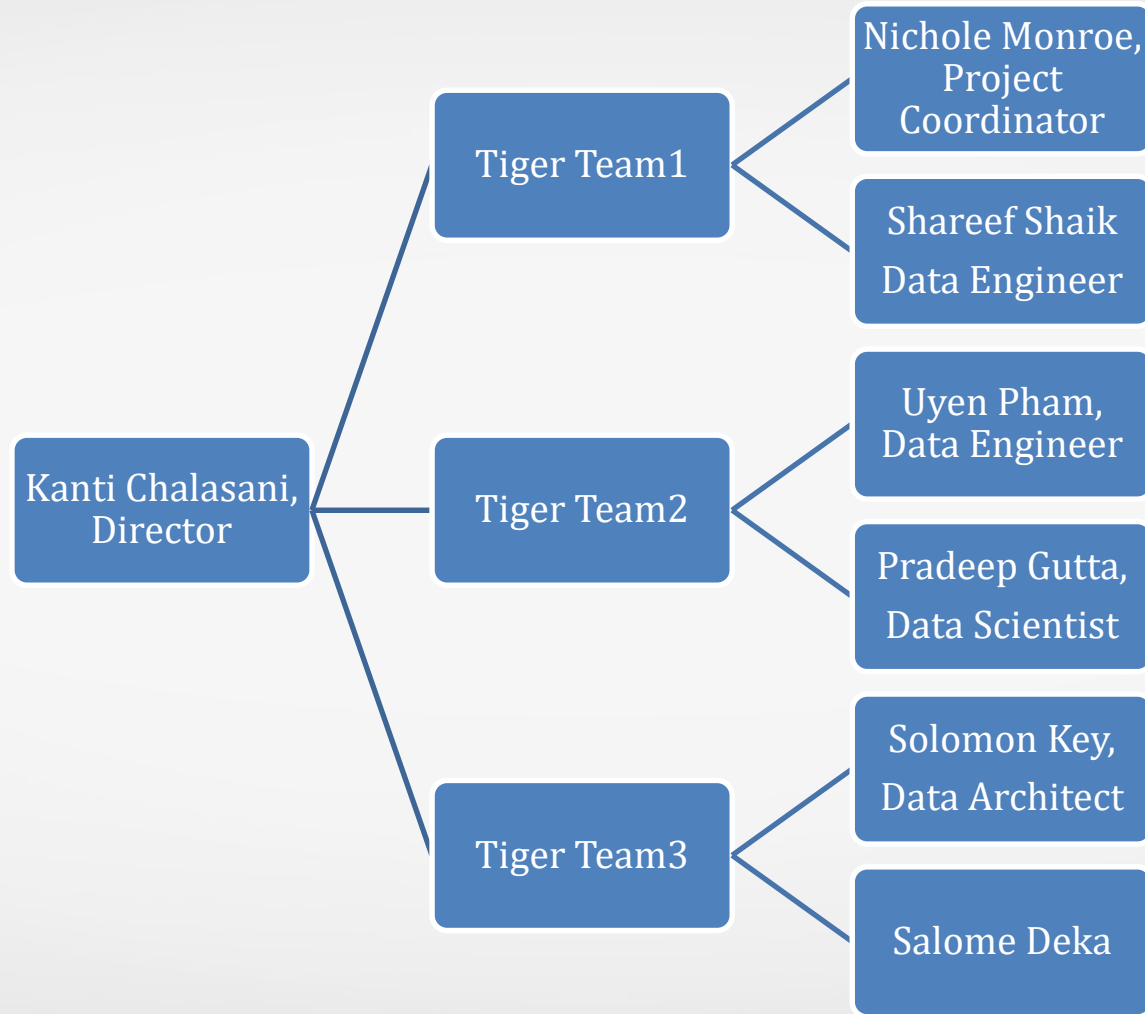 Kanti Chalasani,
Director
Tiger Team1
Nichole Monroe,
Project
Coordinator
Shareef Shaik
Data Engineer
Tiger Team2
Uyen Pham,
Data Engineer
Pradeep Gutta,
Data Scientist
Tiger Team3
Solomon Key,
Data Architect
Salome Deka